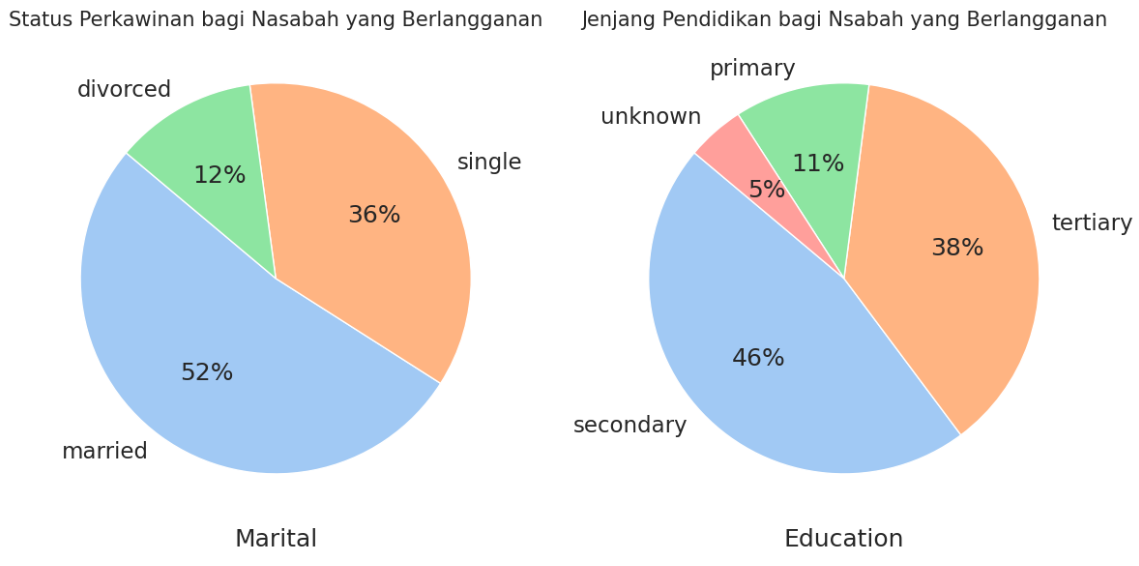 Status Perkawinan bagi Nasabah yang Berlangganan
divorced
single
12%
36%
52%
married
Marital
Jenjang Pendidikan bagi Nsabah yang Berlangganan
primary
unknown
11%
5%
tertiary
38%
46%
secondary
Education